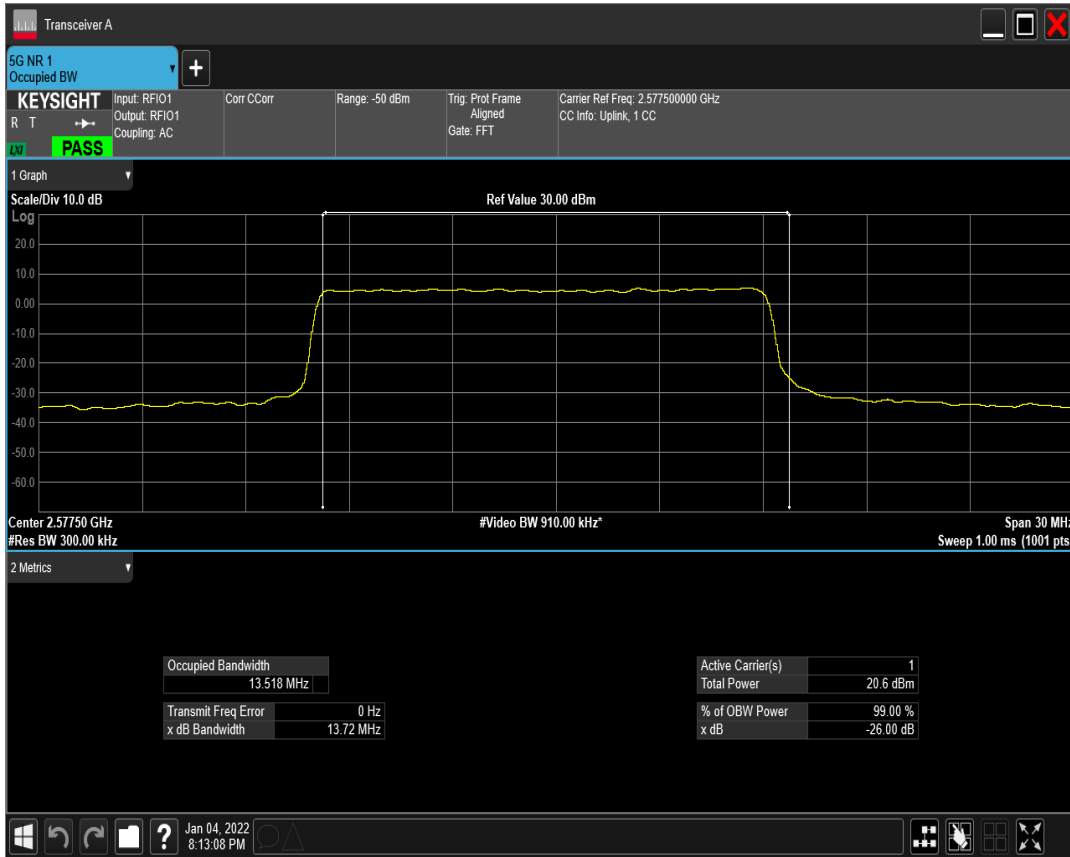 Transceiver A
5G NR 1
Occupied BW
KEYSIGHT
R T
LXI
PASS
Input: RFIO1
Output: RFIO1
Coupling: AC
Corr CCorr
Range: -50 dBm
Trig: Prot Frame
Aligned
Gate: FFT
Carrier Ref Freq: 2.577500000 GHz
CC Info: Uplink, 1 CC
1 Graph
Scale/Div 10.0 dB
Ref Value 30.00 dBm
Log
20.0
10.0
0.00
-10.0
-20.0
-30.0
-40.0
-50.0
-60.0
Center 2.57750 GHz
#Video BW 910.00 kHz*
Span 30 MHz
#Res BW 300.00 kHz
Sweep 1.00 ms (1001 pts
2 Metrics
Occupied Bandwidth
13.518 MHz
Transmit Freq Error 0 Hz
x dB Bandwidth 13.72 MHz
Active Carrier(s) 1
Total Power 20.6 dBm
% of OBW Power 99.00 %
x dB -26.00 dB
?
Jan 04, 2022
8:13:08 PM